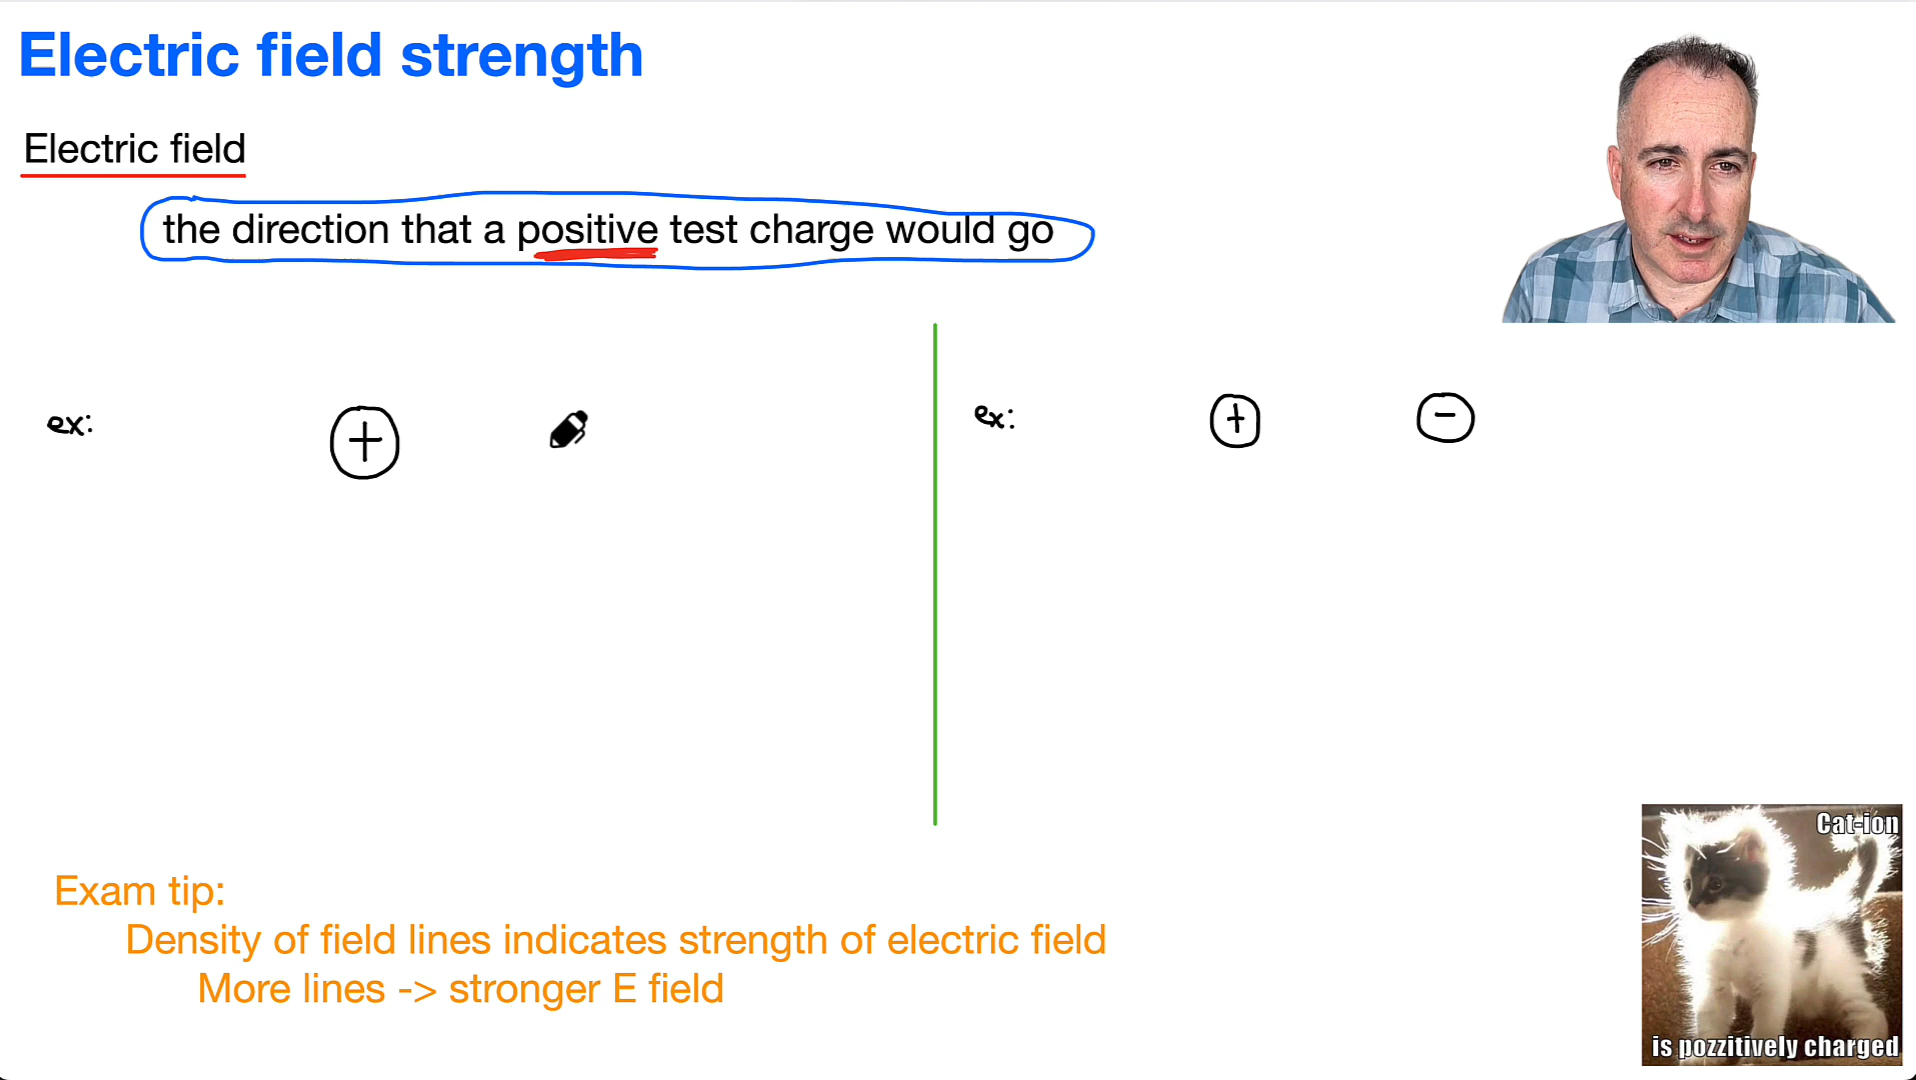 Electric field strength
Electric field
the direction that a positive test charge would go
ex:
+
ex:
+ -
Exam tip:
Density of field lines indicates strength of electric field
More lines -> stronger E field
Cat-ion
is pozzitively charged